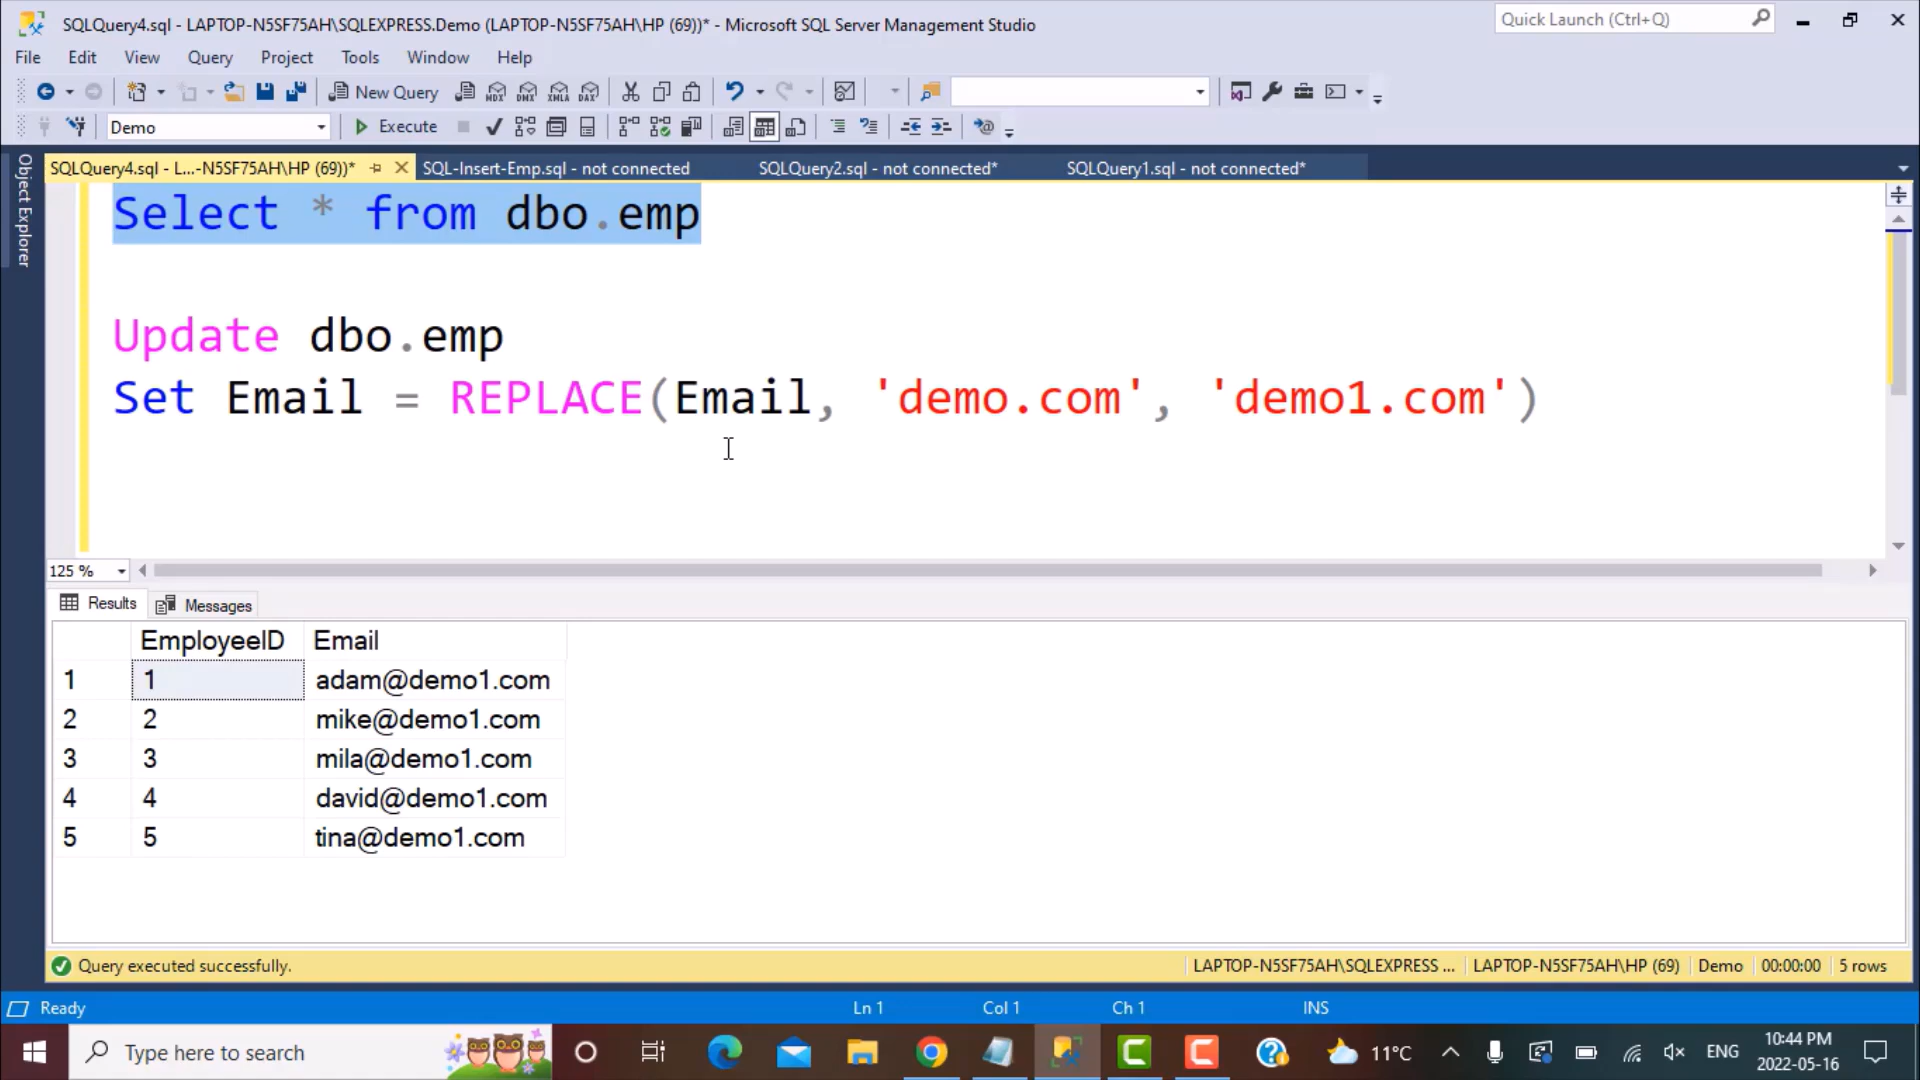 SQLQuery4.sql - LAPTOP-N5SF75AH\SQLEXPRESS.Demo (LAPTOP-N5SF75AH\HP (69))* - Microsoft SQL Server Management Studio
Quick Launch (Ctrl+Q)
File Edit View Query Project Tools Window Help
New Query MDX DMX XMLA DAX
Demo Execute
SQLQuery4.sql - L...-N5SF75AH\HP (69))* SQL-Insert-Emp.sql - not connected SQLQuery2.sql - not connected* SQLQuery1.sql - not connected*
Object Explorer
Select * from dbo.emp
Update dbo.emp
Set Email = REPLACE(Email, 'demo.com', 'demo1.com')
125 %
Results Messages
EmployeeID Email
1 1 adam@demo1.com
2 2 mike@demo1.com
3 3 mila@demo1.com
4 4 david@demo1.com
5 5 tina@demo1.com
Query executed successfully. LAPTOP-N5SF75AH\SQLEXPRESS ... LAPTOP-N5SF75AH\HP (69) Demo 00:00:00 5 rows
Ready Ln 1 Col 1 Ch 1 INS
Type here to search 11°C ENG 10:44 PM
2022-05-16